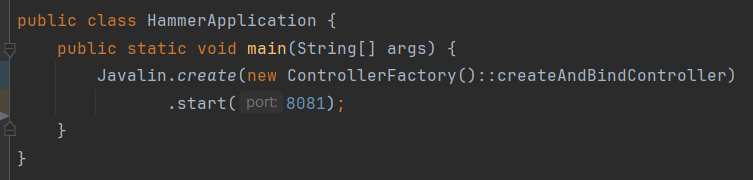 public class HammerApplication {
    public static void main(String[] args) {
        Javalin.create(new ControllerFactory()::createAndBindController)
                .start( port: 8081);
    }
}